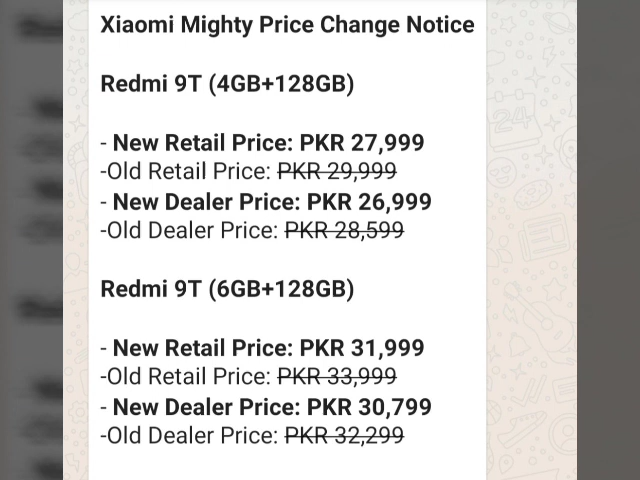 Xiaomi Mighty Price Change Notice
Redmi 9T (4GB+128GB)
- New Retail Price: PKR 27,999
-Old Retail Price: PKR 29,999
- New Dealer Price: PKR 26,999
-Old Dealer Price: PKR 28,599
Redmi 9T (6GB+128GB)
- New Retail Price: PKR 31,999
-Old Retail Price: PKR 33,999
- New Dealer Price: PKR 30,799
-Old Dealer Price: PKR 32,299